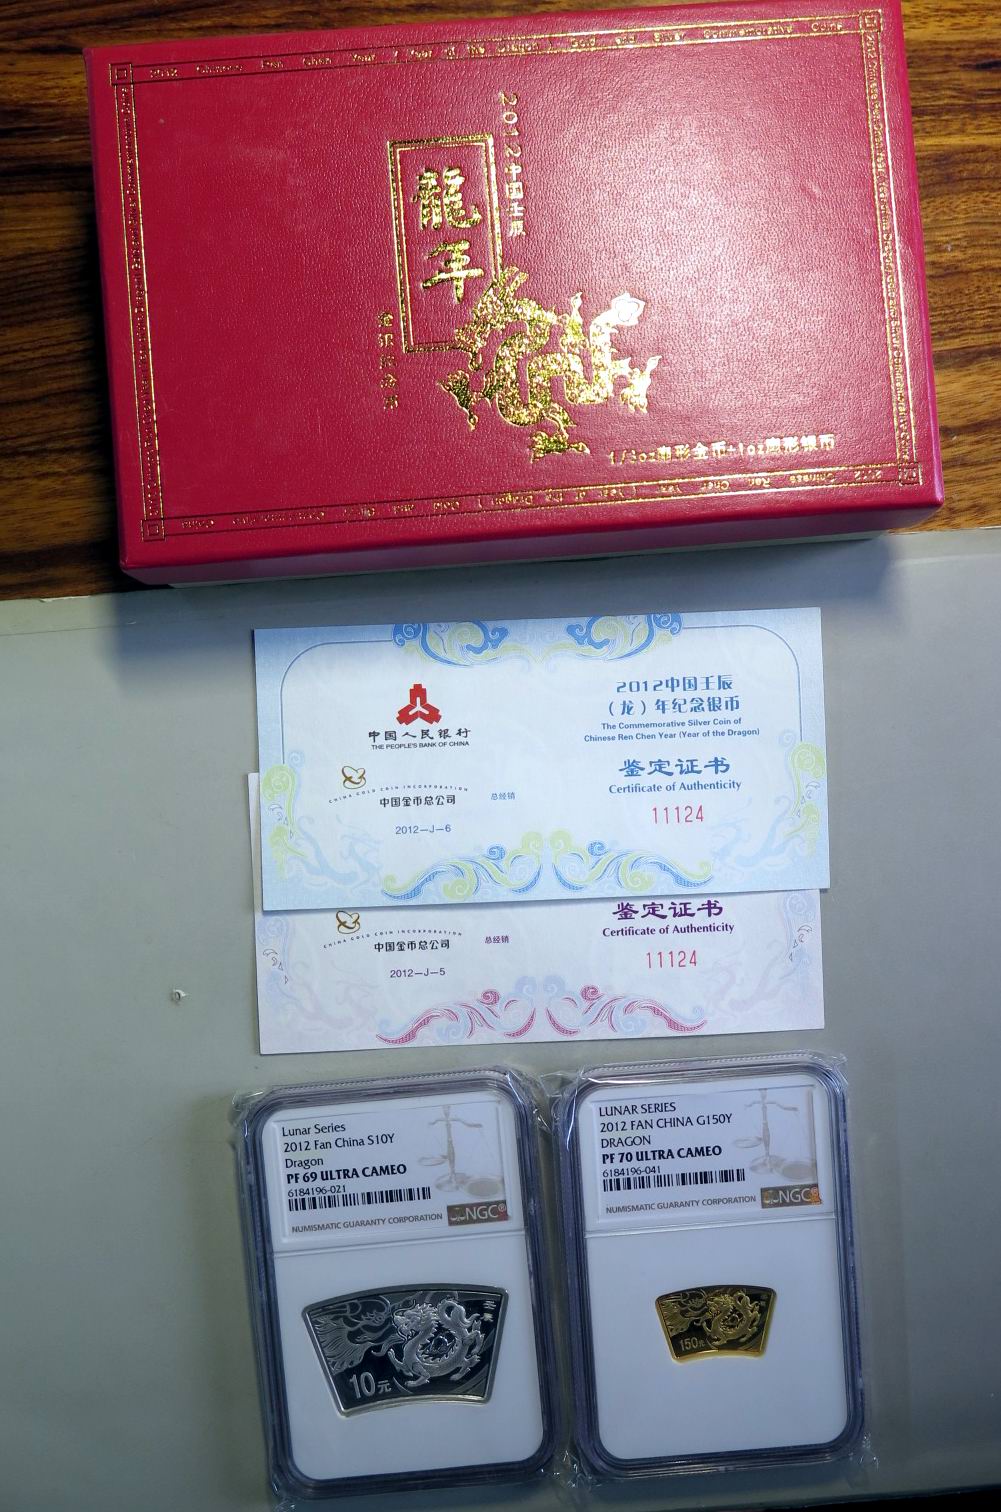 2012中国壬辰
龍年
金银纪念币
1/3oz扇形金币+1oz扇形银币
中国人民银行
THE PEOPLE'S BANK OF CHINA
CHINA GOLD COIN INCORPORATION
中国金币总公司
总经销
2012—J—6
2012中国壬辰
（龙）年纪念银币
The Commemorative Silver Coin of
Chinese Ren Chen Year (Year of the Dragon)
鉴定证书
Certificate of Authenticity
11124
CHINA GOLD COIN INCORPORATION
中国金币总公司
总经销
2012—J—5
鉴定证书
Certificate of Authenticity
11124
Lunar Series
2012 Fan China S10Y
Dragon
PF 69 ULTRA CAMEO
6184196-021
NUMISMATIC GUARANTY CORPORATION
NGC
10元
LUNAR SERIES
2012 FAN CHINA G150Y
DRAGON
PF 70 ULTRA CAMEO
6184196-041
NUMISMATIC GUARANTY CORPORATION
NGC
150元